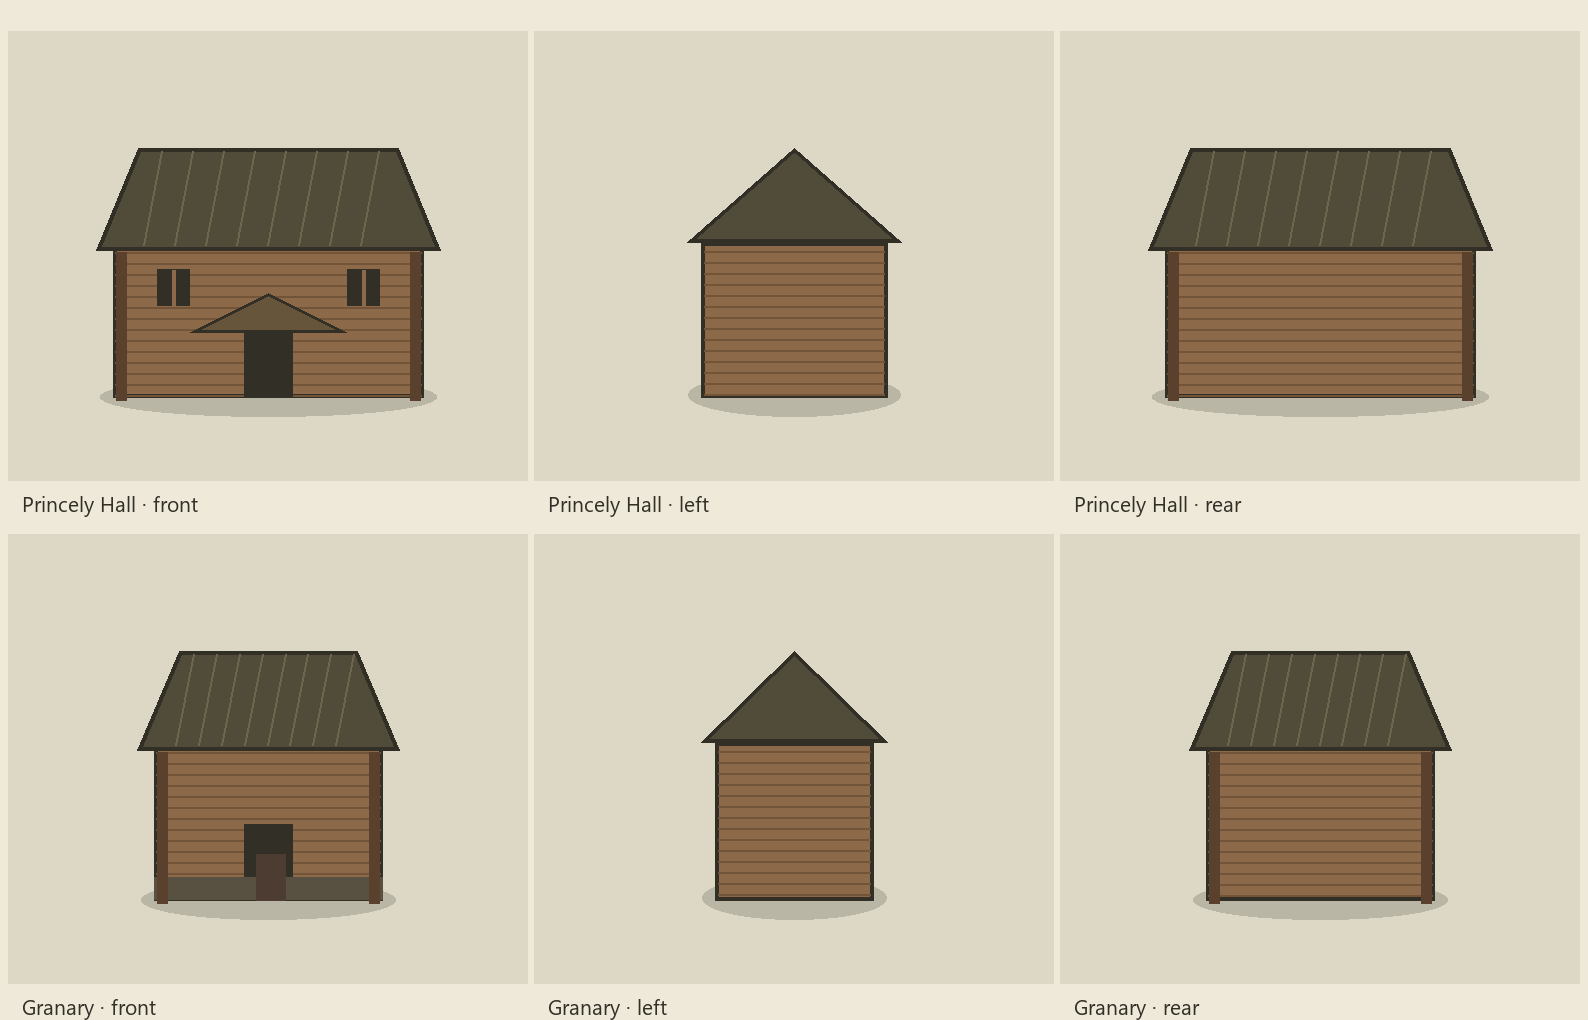 Princely Hall · front
Princely Hall · left
Princely Hall · rear
Granary · front
Granary · left
Granary · rear